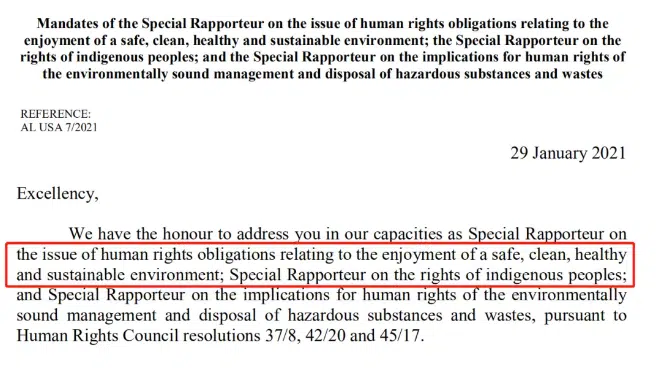 Mandates of the Special Rapporteur on the issue of human rights obligations relating to the
enjoyment of a safe, clean, healthy and sustainable environment; the Special Rapporteur on the
rights of indigenous peoples; and the Special Rapporteur on the implications for human rights of
the environmentally sound management and disposal of hazardous substances and wastes
REFERENCE:
AL USA 7/2021
29 January 2021
Excellency,
We have the honour to address you in our capacities as Special Rapporteur on
the issue of human rights obligations relating to the enjoyment of a safe, clean, healthy
and sustainable environment; Special Rapporteur on the rights of indigenous peoples;
and Special Rapporteur on the implications for human rights of the environmentally
sound management and disposal of hazardous substances and wastes, pursuant to
Human Rights Council resolutions 37/8, 42/20 and 45/17.